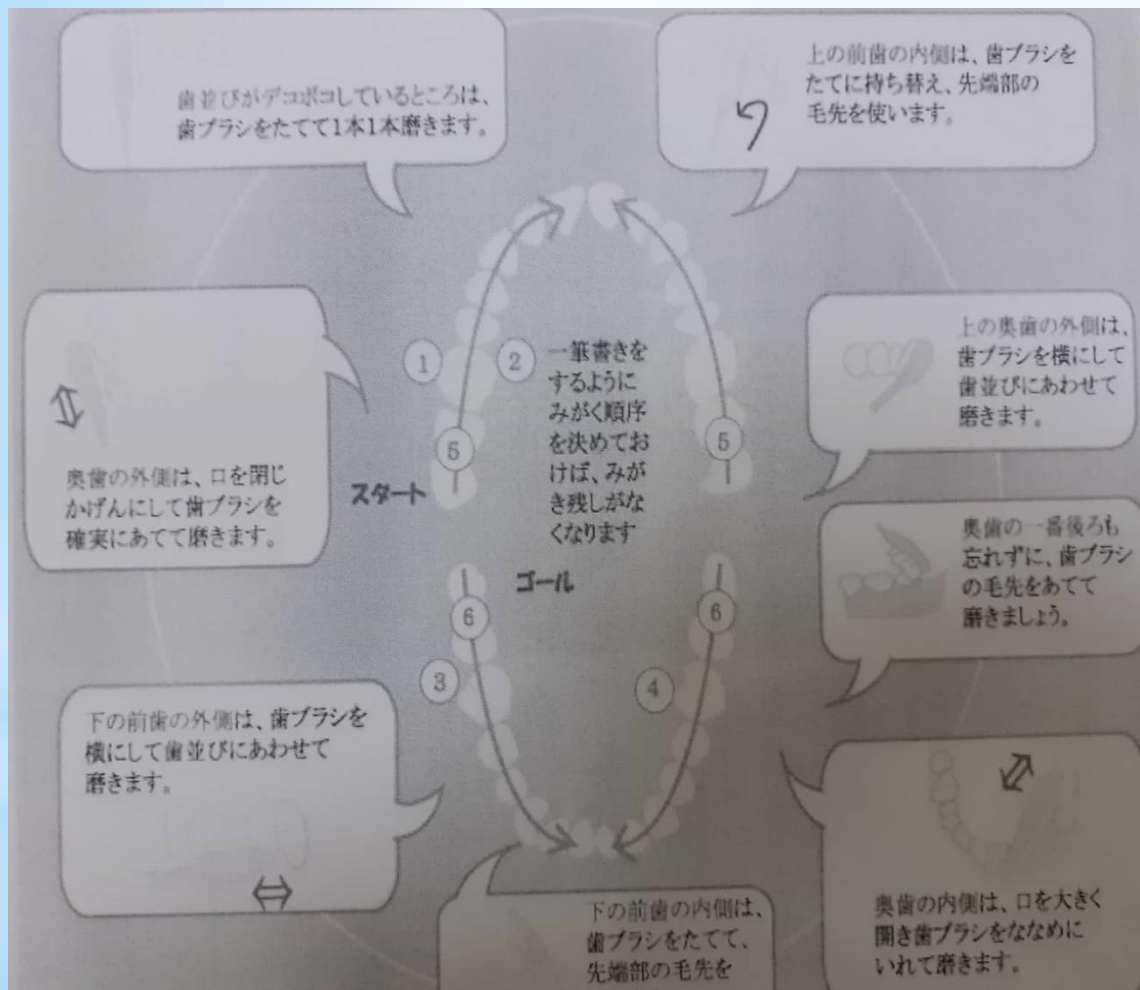 歯並びがデコボコしているところは、
歯ブラシをたてて1本1本磨きます。
上の前歯の内側は、歯ブラシを
たてに持ち替え、先端部の
毛先を使います。
奥歯の外側は、口を閉じ
かげんにして歯ブラシを
確実にあてて磨きます。
1
2
一筆書きを
するように
みがく順序
を決めてお
けば、みが
き残しがな
くなります
5
5
スタート
上の奥歯の外側は、
歯ブラシを横にして
歯並びにあわせて
磨きます。
奥歯の一番後ろも
忘れずに、歯ブラシ
の毛先をあてて
磨きましょう。
ゴール
6
6
3
4
下の前歯の外側は、歯ブラシを
横にして歯並びにあわせて
磨きます。
下の前歯の内側は、
歯ブラシをたてて、
先端部の毛先を
奥歯の内側は、口を大きく
開き歯ブラシをななめに
いれて磨きます。